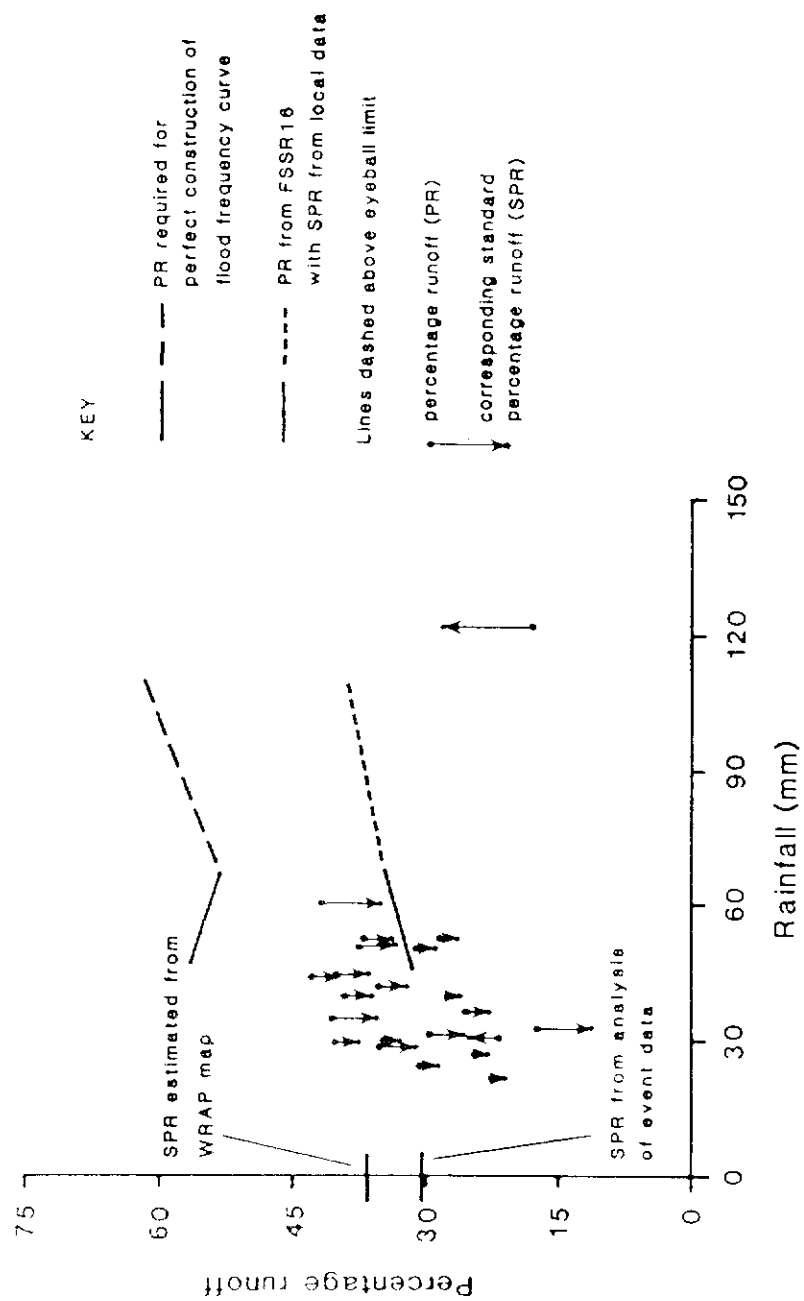 Percentage runoff
75
60
45
30
15
0
SPR estimated from
WRAP map
SPR from analysis
of event data
0
30
60
90
120
150
Rainfall (mm)
KEY
PR required for
perfect construction of
flood frequency curve
PR from FSSR16
with SPR from local data
Lines dashed above eyeball limit
percentage runoff (PR)
corresponding standard
percentage runoff (SPR)